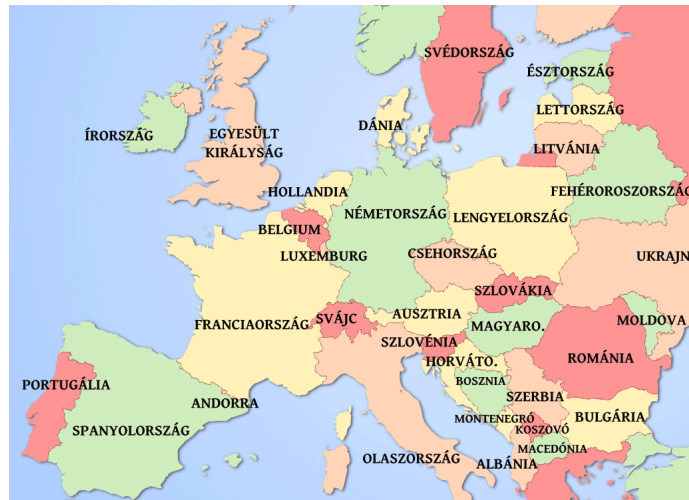 SVÉDORSZÁG
ÉSZTORSZÁG
LETTORSZÁG
DÁNIA
ÍRORSZÁG
EGYESÜLT
KIRÁLYSÁG
LITVÁNIA
HOLLANDIA
FEHÉROROSZORSZÁG
NÉMETORSZÁG
LENGYELORSZÁG
BELGIUM
LUXEMBURG
CSEHORSZÁG
UKRAJN
SZLOVÁKIA
AUSZTRIA
FRANCIAORSZÁG
SVÁJC
MAGYARO.
MOLDOVA
SZLOVÉNIA
HORVÁTO.
ROMÁNIA
BOSZNIA
PORTUGÁLIA
ANDORRA
SZERBIA
MONTENEGRÓ
BULGÁRIA
SPANYOLORSZÁG
KOSZOVÓ
MACEDÓNIA
OLASZORSZÁG
ALBÁNIA